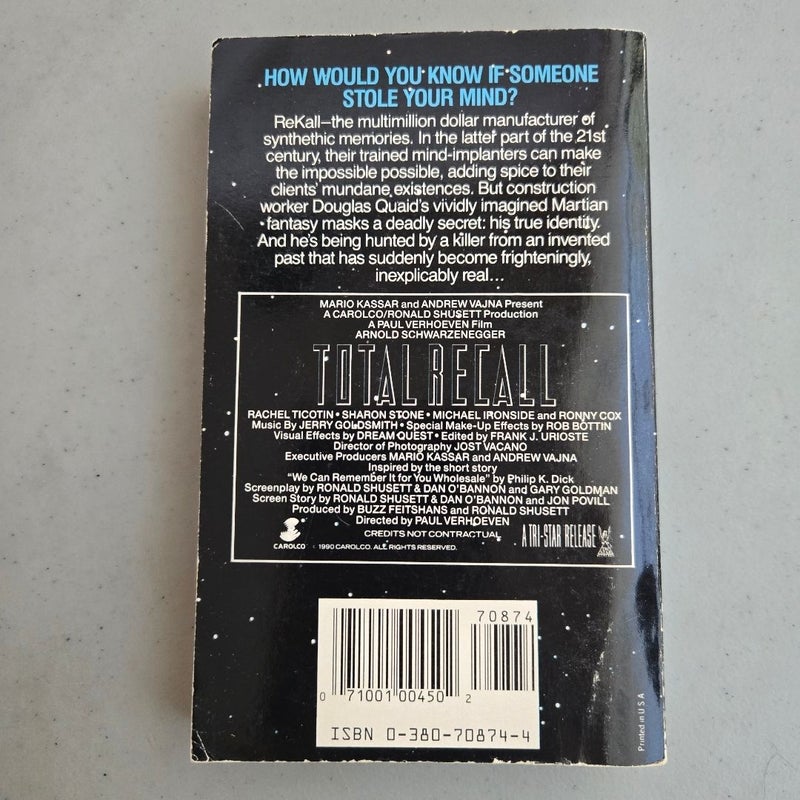 HOW WOULD YOU KNOW IF SOMEONE
STOLE YOUR MIND?
ReKall—the multimillion dollar manufacturer of
synthethic memories. In the latter part of the 21st
century, their trained mind-implanters can make
the impossible possible, adding spice to their
clients' mundane existences. But construction
worker Douglas Quaid's vividly imagined Martian
fantasy masks a deadly secret: his true identity.
And he's being hunted by a killer from an invented
past that has suddenly become frighteningly,
inexplicably real...
MARIO KASSAR and ANDREW VAJNA Present
A CAROLCO/RONALD SHUSETT Production
A PAUL VERHOEVEN Film
ARNOLD SCHWARZENEGGER
TOTAL RECALL
RACHEL TICOTIN • SHARON STONE • MICHAEL IRONSIDE and RONNY COX
Music By JERRY GOLDSMITH • Special Make-Up Effects by ROB BOTTIN
Visual Effects by DREAM QUEST • Edited by FRANK J. URIOSTE
Director of Photography JOST VACANO
Executive Producers MARIO KASSAR and ANDREW VAJNA
Inspired by the short story
"We Can Remember It for You Wholesale" by Philip K. Dick
Screenplay by RONALD SHUSETT & DAN O'BANNON and GARY GOLDMAN
Screen Story by RONALD SHUSETT & DAN O'BANNON and JON POVILL
Produced by BUZZ FEITSHANS and RONALD SHUSETT
Directed by PAUL VERHOEVEN
CREDITS NOT CONTRACTUAL
A TRI-STAR RELEASE
CAROLCO © 1990 CAROLCO. ALL RIGHTS RESERVED.
70874
0 71001 00450 2
ISBN 0-380-70874-4
Printed in U S A